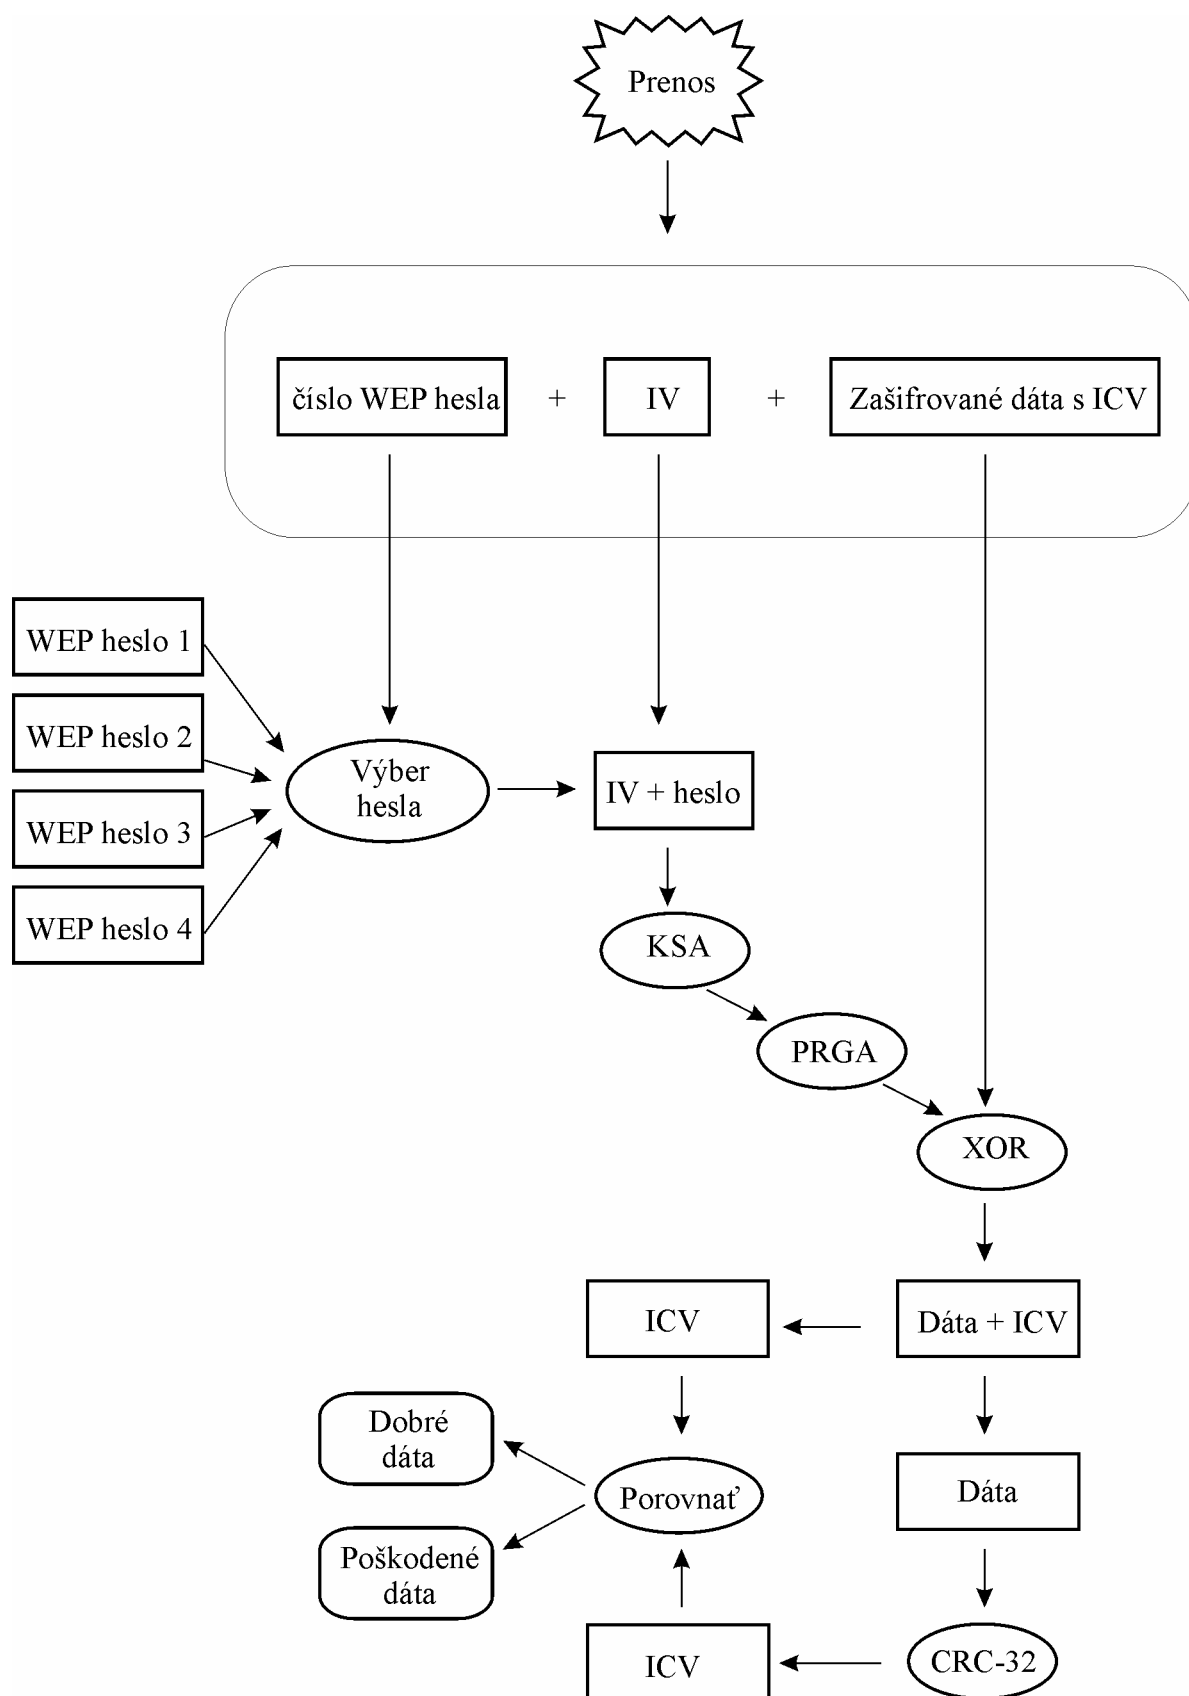 Prenos
číslo WEP hesla + IV + Zašifrované dáta s ICV
WEP heslo 1
WEP heslo 2
WEP heslo 3
WEP heslo 4
Výber
hesla
IV + heslo
KSA
PRGA
XOR
ICV
Dáta + ICV
Dobré
dáta
Porovnať
Dáta
Poškodené
dáta
ICV
CRC-32